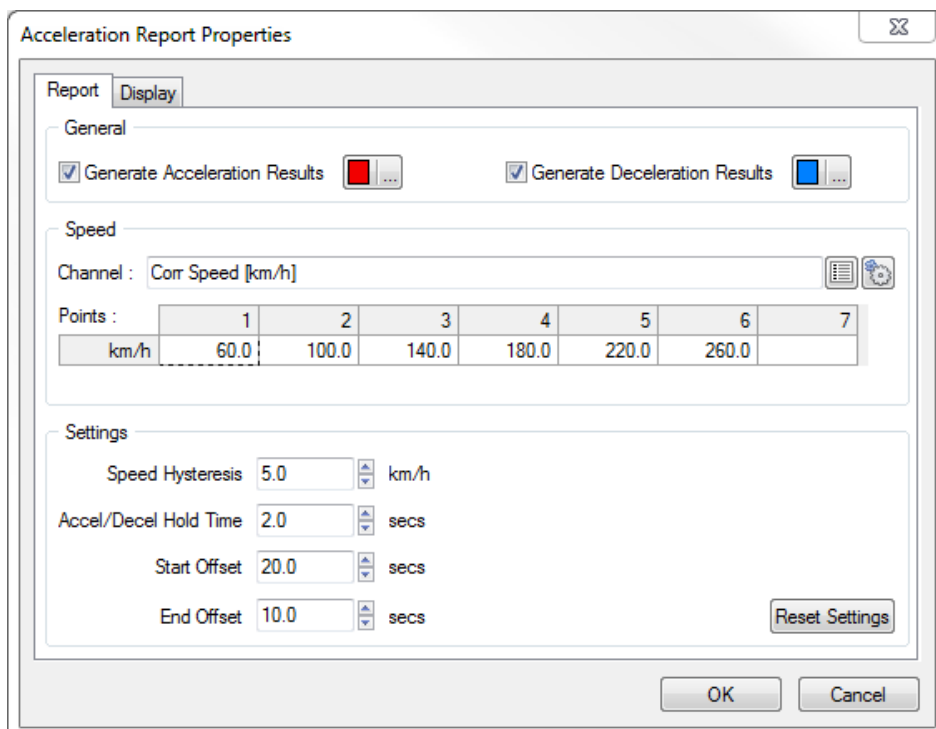 Acceleration Report Properties
Report Display
General
Generate Acceleration Results ... Generate Deceleration Results ...
Speed
Channel : Corr Speed [km/h]
Points : 1 2 3 4 5 6 7
km/h 60.0 100.0 140.0 180.0 220.0 260.0
Settings
Speed Hysteresis 5.0 km/h
Accel/Decel Hold Time 2.0 secs
Start Offset 20.0 secs
End Offset 10.0 secs Reset Settings
OK Cancel